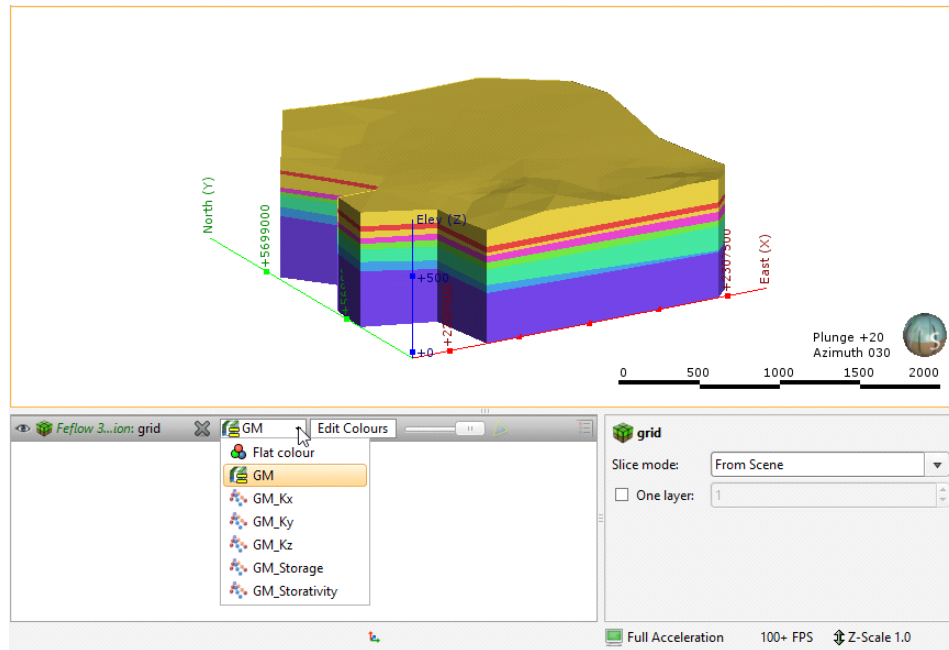 Elev (Z)
North (Y)
+5699000
+500
+2307500
East (X)
+0
Plunge +20
Azimuth 030
0 500 1000 1500 2000
Feflow 3...ion: grid GM Edit Colours
Flat colour
GM
GM_Kx
GM_Ky
GM_Kz
GM_Storage
GM_Storativity
grid
Slice mode: From Scene
One layer: 1
Full Acceleration 100+ FPS Z-Scale 1.0